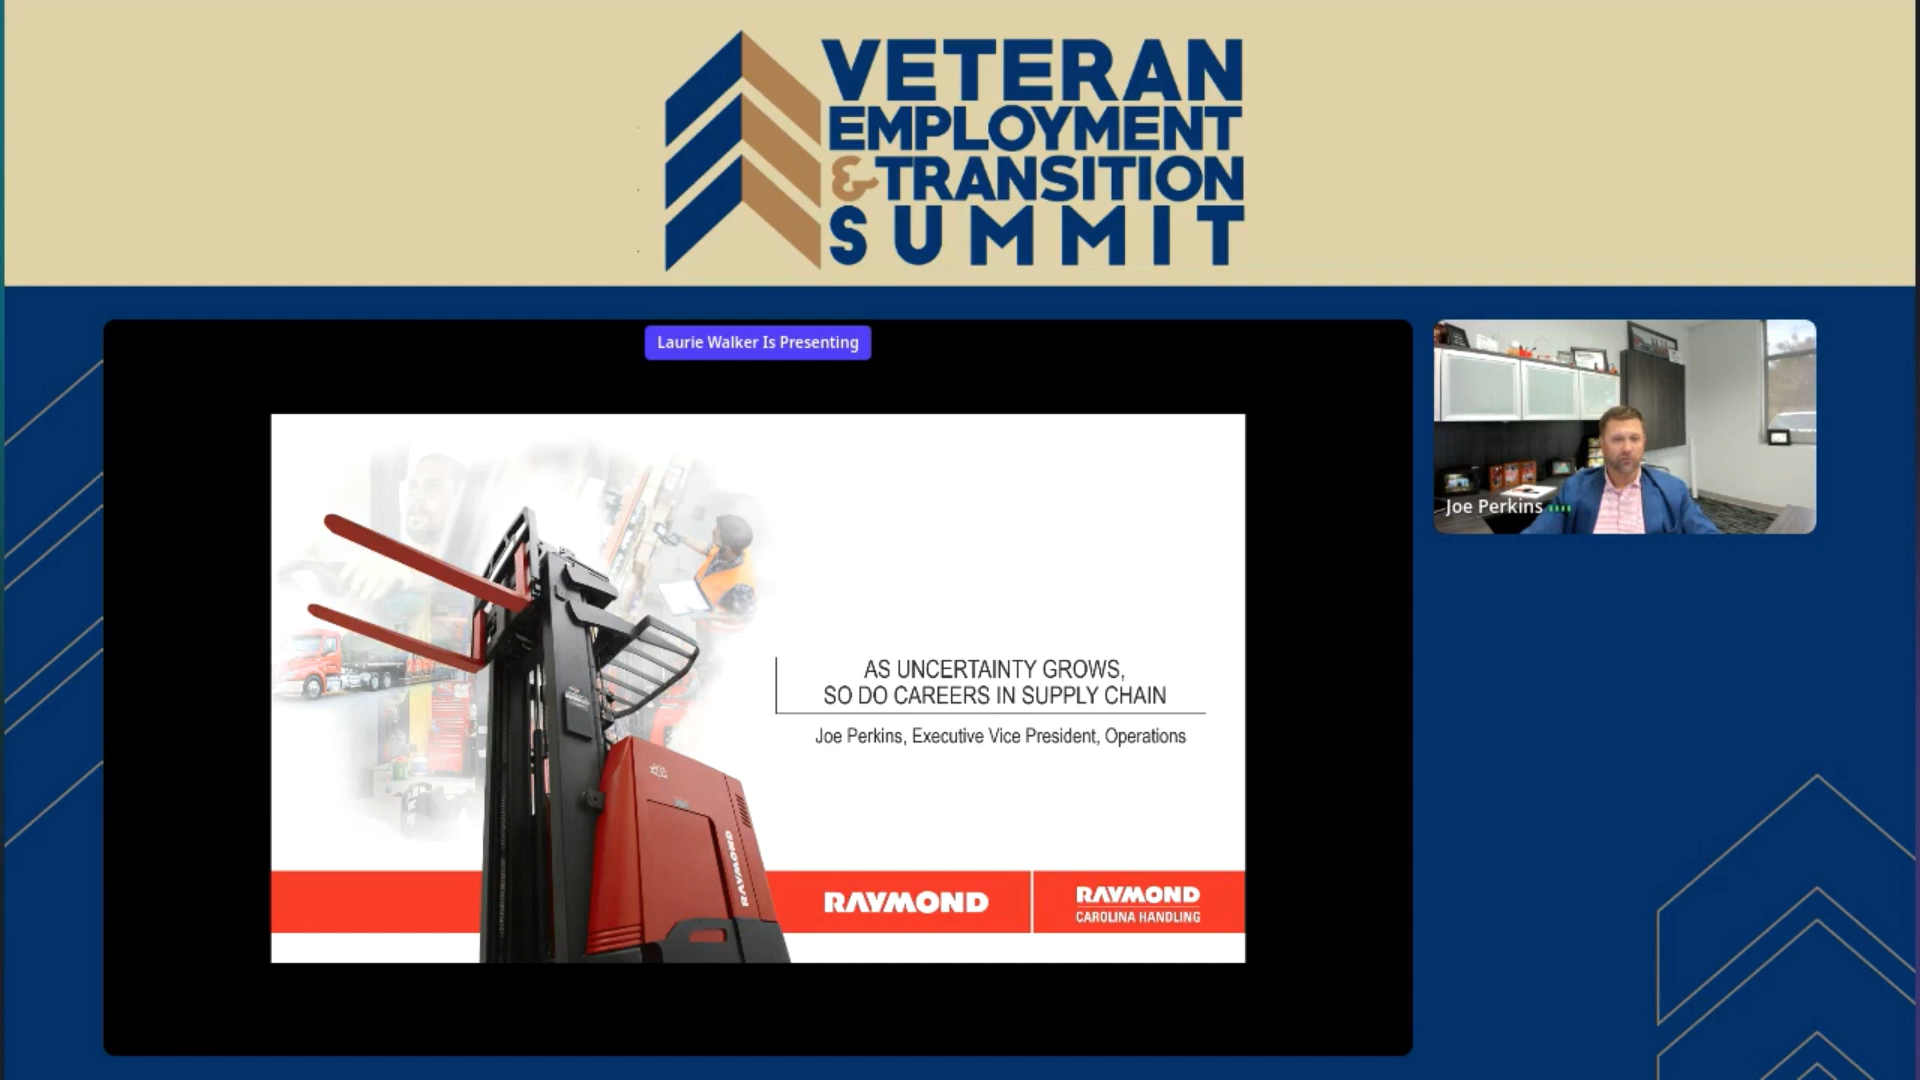 VETERAN
EMPLOYMENT
& TRANSITION
SUMMIT
Laurie Walker Is Presenting
Joe Perkins
AS UNCERTAINTY GROWS,
SO DO CAREERS IN SUPPLY CHAIN
Joe Perkins, Executive Vice President, Operations
RAYMOND
RAYMOND
RAYMOND
CAROLINA HANDLING